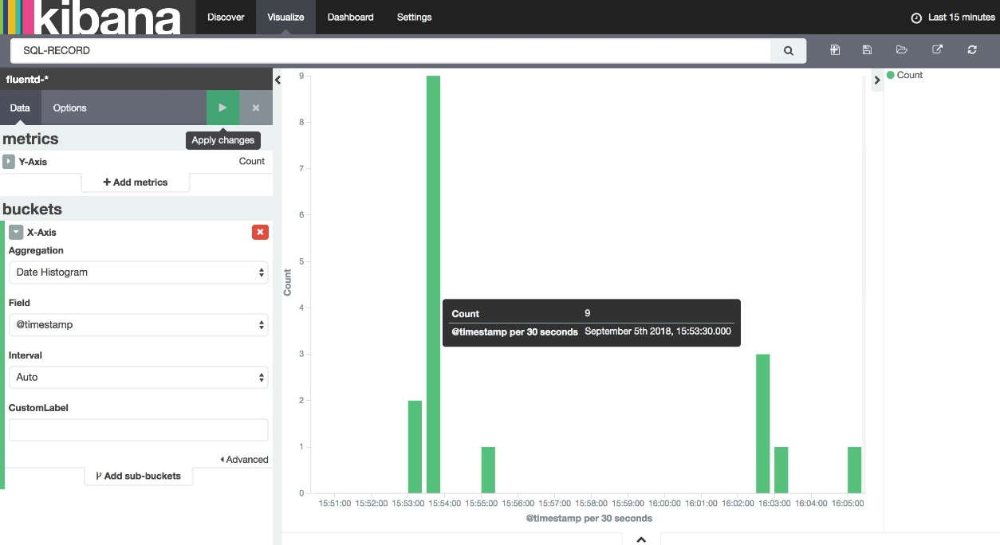 kibana
Discover
Visualize
Dashboard
Settings
Last 15 minutes
SQL-RECORD
fluentd-*
Data
Options
Apply changes
metrics
Y-Axis
Count
Add metrics
buckets
X-Axis
Aggregation
Date Histogram
Field
@timestamp
Interval
Auto
CustomLabel
Advanced
Add sub-buckets
Count
9
8
7
6
5
4
3
2
1
0
Count
Count 9
@timestamp per 30 seconds September 5th 2018, 15:53:30.000
15:51:00 15:52:00 15:53:00 15:54:00 15:55:00 15:56:00 15:57:00 15:58:00 15:59:00 16:00:00 16:01:00 16:02:00 16:03:00 16:04:00 16:05:00
@timestamp per 30 seconds